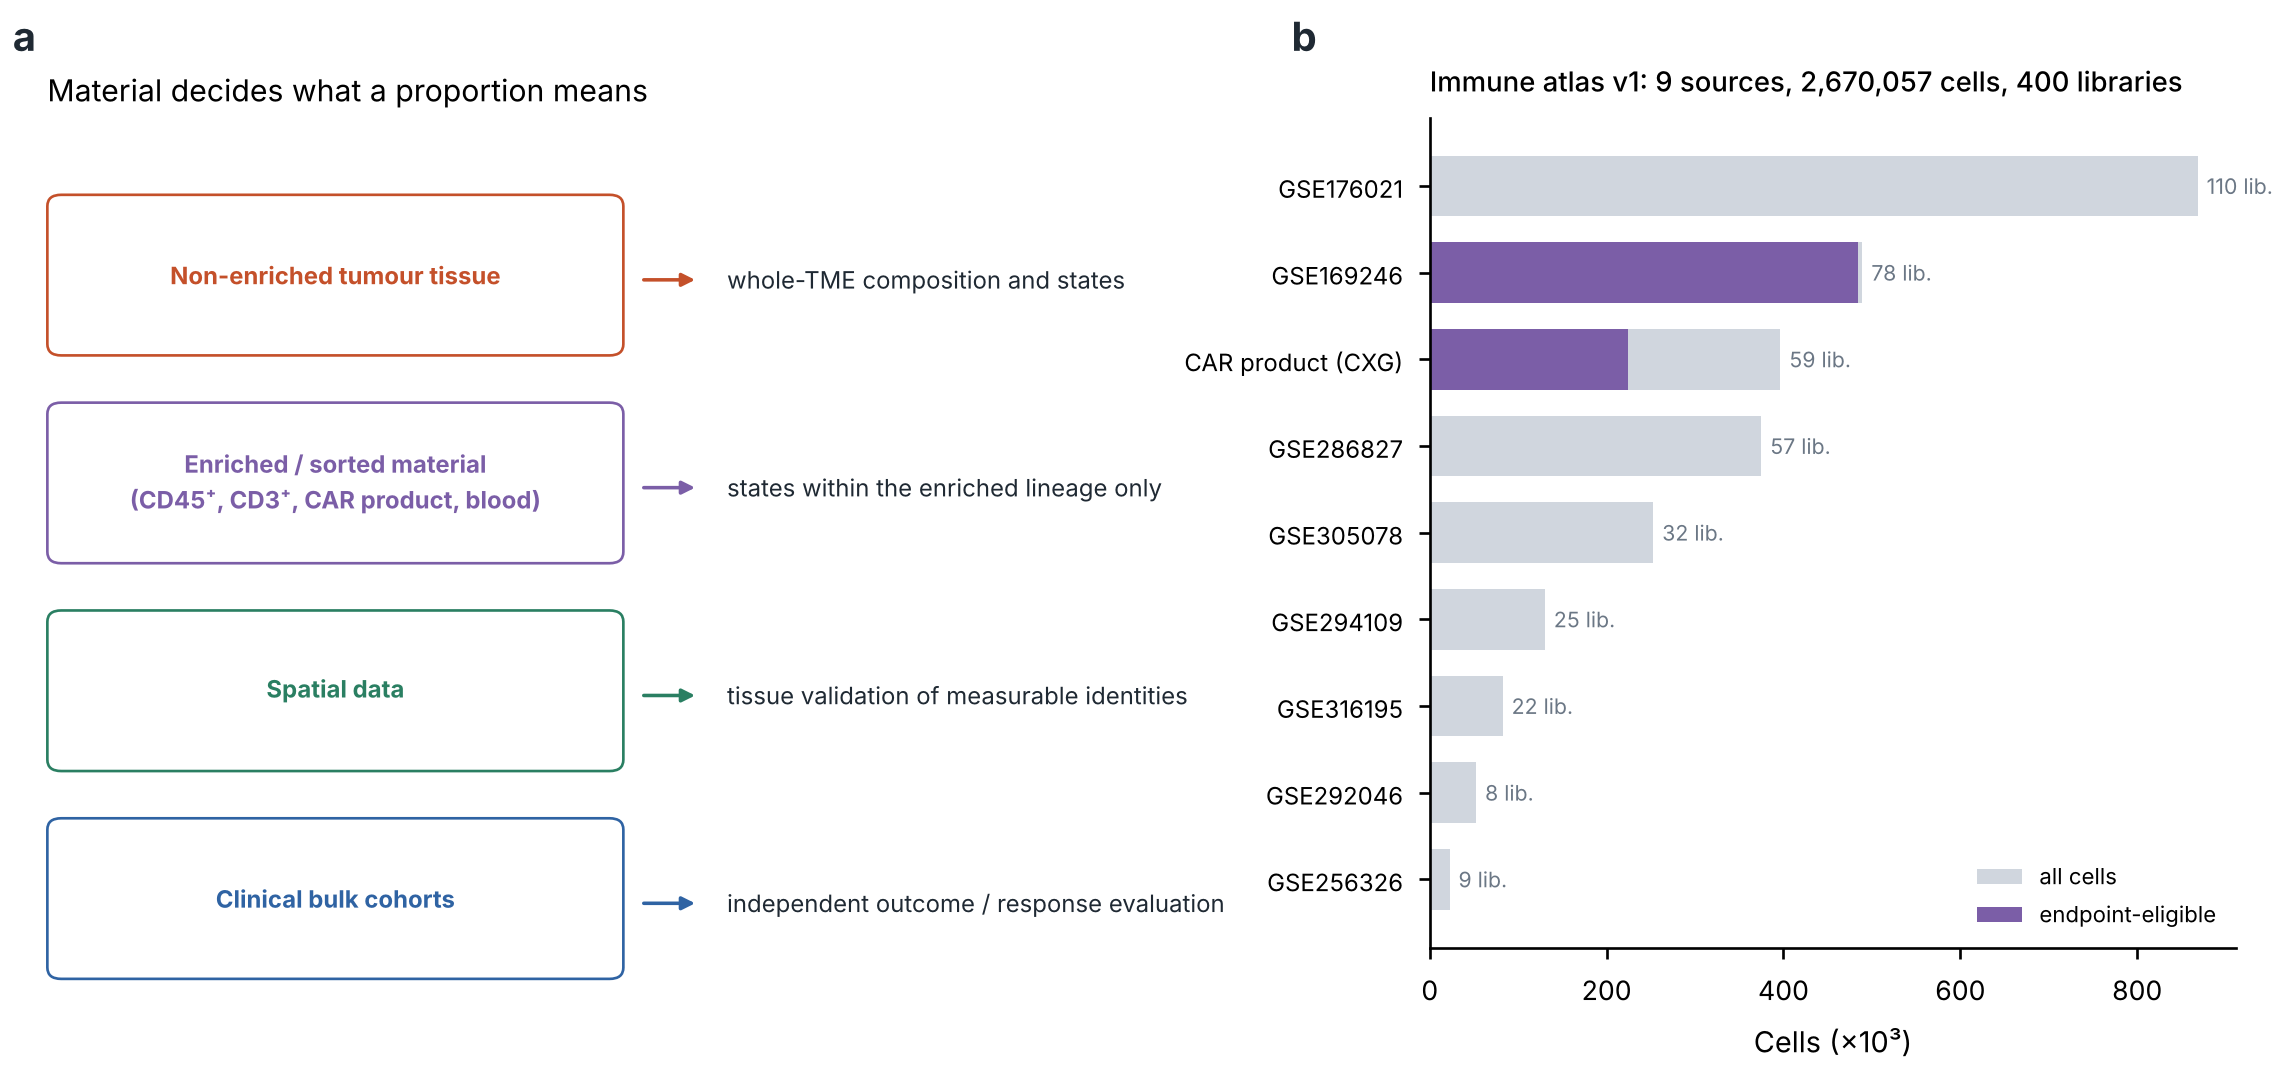 a
Material decides what a proportion means
Non-enriched tumour tissue
whole-TME composition and states
Enriched / sorted material
(CD45⁺, CD3⁺, CAR product, blood)
states within the enriched lineage only
Spatial data
tissue validation of measurable identities
Clinical bulk cohorts
independent outcome / response evaluation
b
Immune atlas v1: 9 sources, 2,670,057 cells, 400 libraries
GSE176021
110 lib.
GSE169246
78 lib.
CAR product (CXG)
59 lib.
GSE286827
57 lib.
GSE305078
32 lib.
GSE294109
25 lib.
GSE316195
22 lib.
GSE292046
8 lib.
GSE256326
9 lib.
all cells
endpoint-eligible
0 200 400 600 800
Cells (×10³)